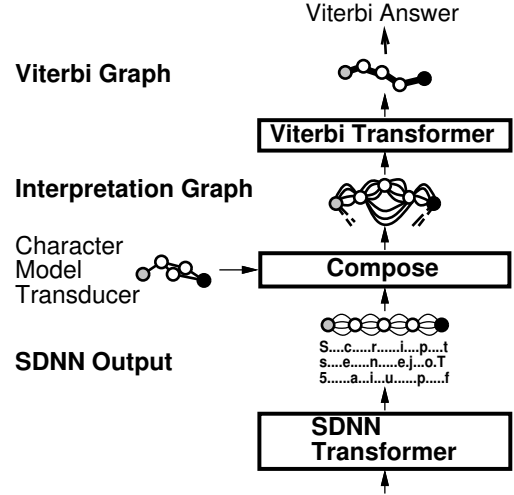 Viterbi Answer
Viterbi Graph
Viterbi Transformer
Interpretation Graph
Character
Model
Transducer
Compose
SDNN Output
S....c.....r......i....p....t
s....e.....n.....e.j...o.T
5.....a...i...u......p.....f
SDNN
Transformer